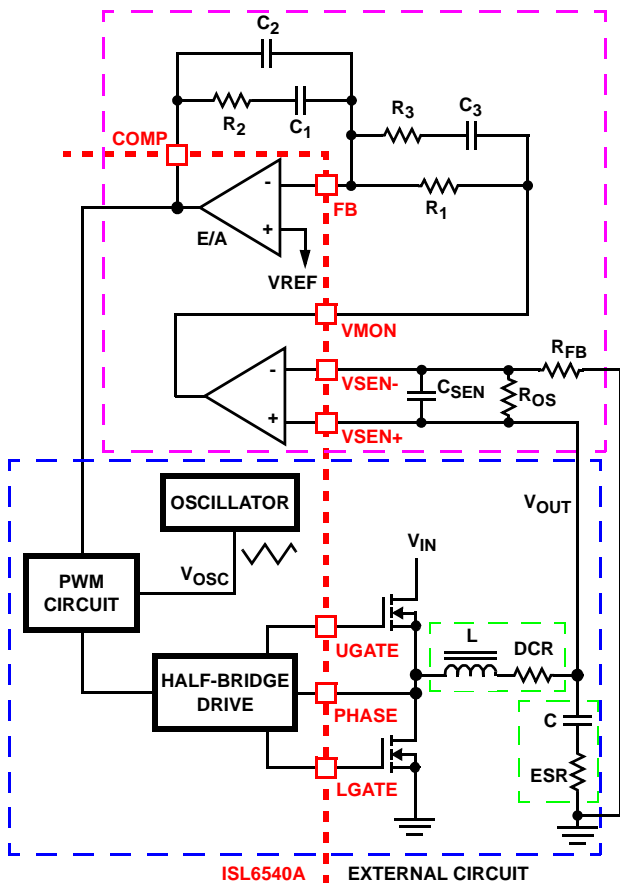 C2
R2
C1
R3
C3
COMP
-
+
E/A
FB
R1
VREF
VMON
RFB
-
+
VSEN-
CSEN
ROS
VSEN+
OSCILLATOR
VOUT
VIN
VOSC
PWM
CIRCUIT
UGATE
L
DCR
HALF-BRIDGE
DRIVE
PHASE
C
ESR
LGATE
ISL6540A
EXTERNAL CIRCUIT